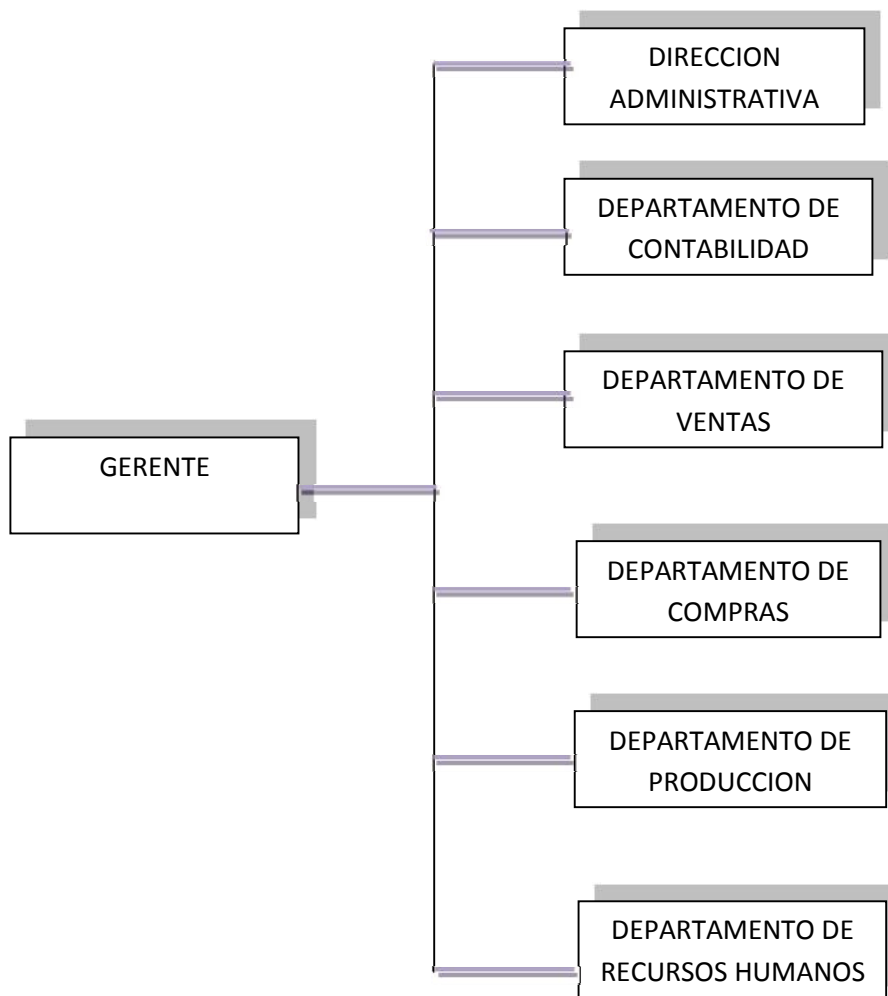 DIRECCION
ADMINISTRATIVA
DEPARTAMENTO DE
CONTABILIDAD
DEPARTAMENTO DE
VENTAS
GERENTE
DEPARTAMENTO DE
COMPRAS
DEPARTAMENTO DE
PRODUCCION
DEPARTAMENTO DE
RECURSOS HUMANOS